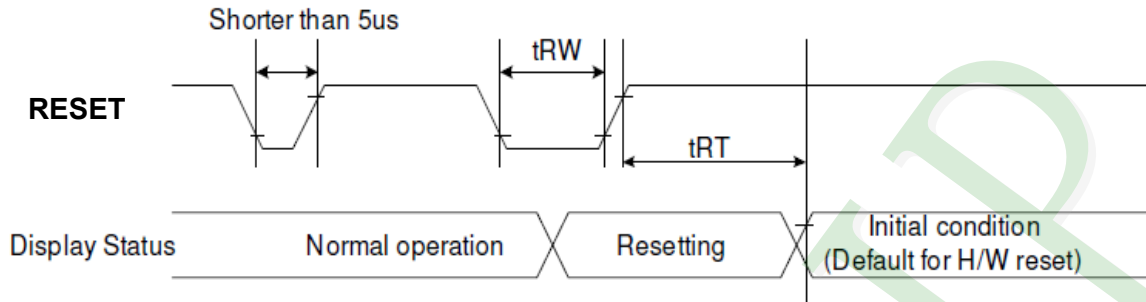 Shorter than 5us
tRW
RESET
tRT
Display Status
Normal operation
Resetting
Initial condition
(Default for H/W reset)